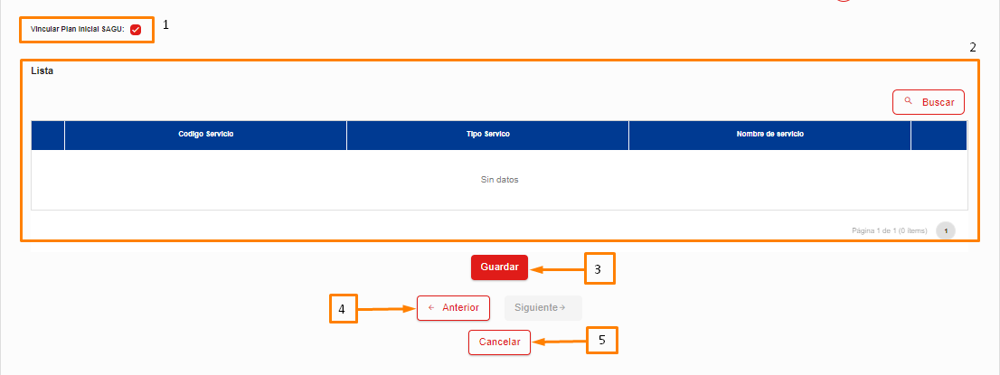 Vincular Plan Inicial SAGU: 1
2
Lista
Buscar
Codigo Servicio Tipo Servico Nombre de servicio
Sin datos
Página 1 de 1 (0 items) 1
Guardar 3
4 Anterior Siguiente
Cancelar 5